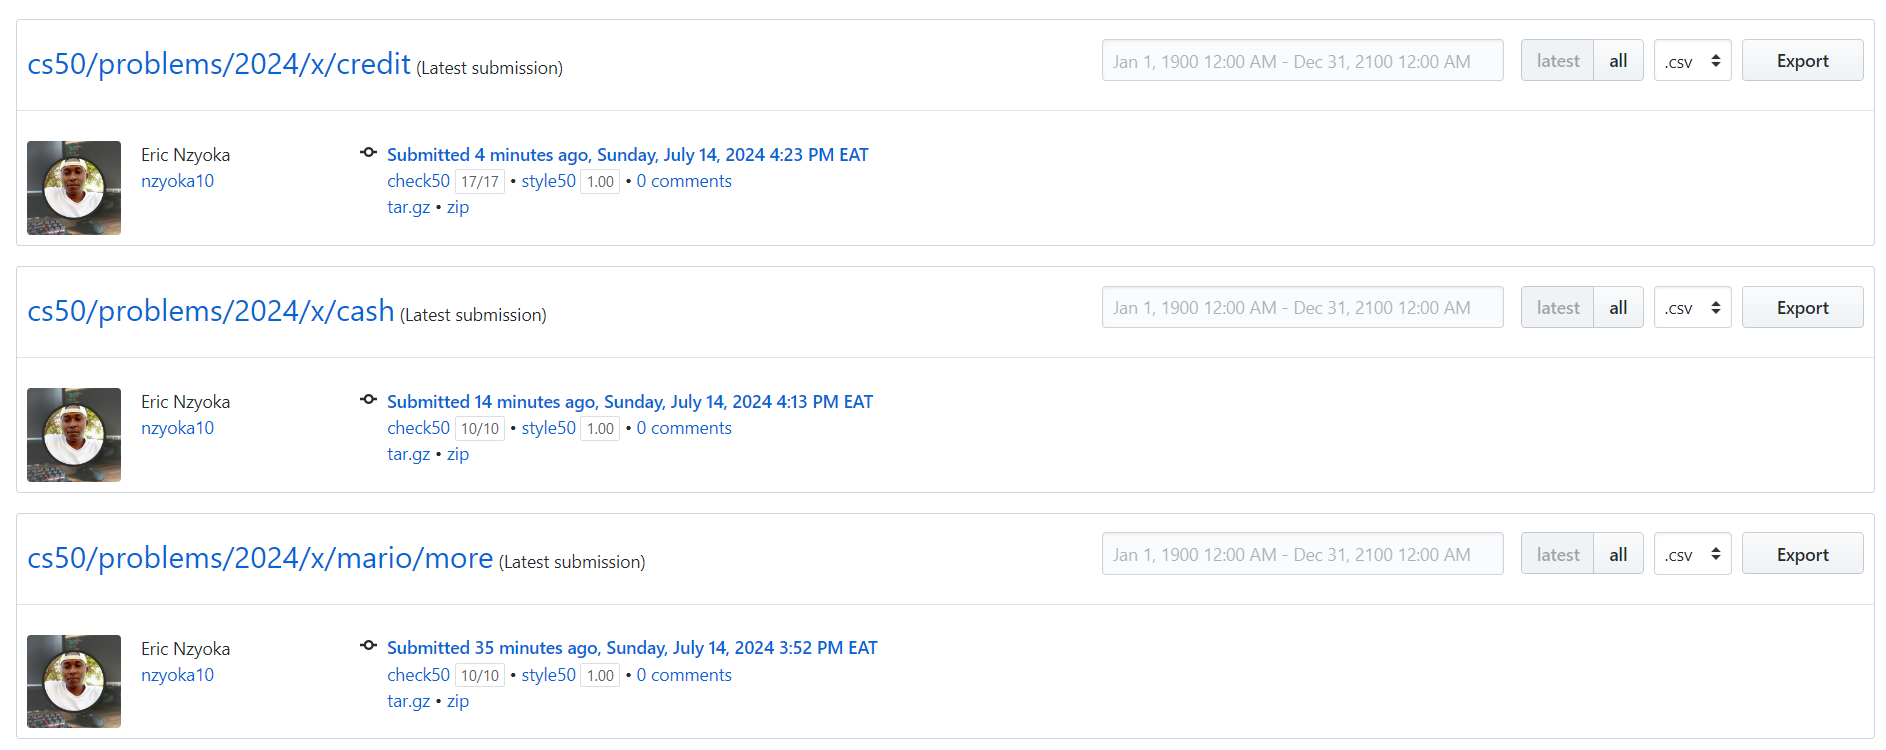 cs50/problems/2024/x/credit (Latest submission) Jan 1, 1900 12:00 AM - Dec 31, 2100 12:00 AM latest all .csv Export
Eric Nzyoka Submitted 4 minutes ago, Sunday, July 14, 2024 4:23 PM EAT
nzyoka10 check50 17/17 • style50 1.00 • 0 comments
tar.gz • zip
cs50/problems/2024/x/cash (Latest submission) Jan 1, 1900 12:00 AM - Dec 31, 2100 12:00 AM latest all .csv Export
Eric Nzyoka Submitted 14 minutes ago, Sunday, July 14, 2024 4:13 PM EAT
nzyoka10 check50 10/10 • style50 1.00 • 0 comments
tar.gz • zip
cs50/problems/2024/x/mario/more (Latest submission) Jan 1, 1900 12:00 AM - Dec 31, 2100 12:00 AM latest all .csv Export
Eric Nzyoka Submitted 35 minutes ago, Sunday, July 14, 2024 3:52 PM EAT
nzyoka10 check50 10/10 • style50 1.00 • 0 comments
tar.gz • zip